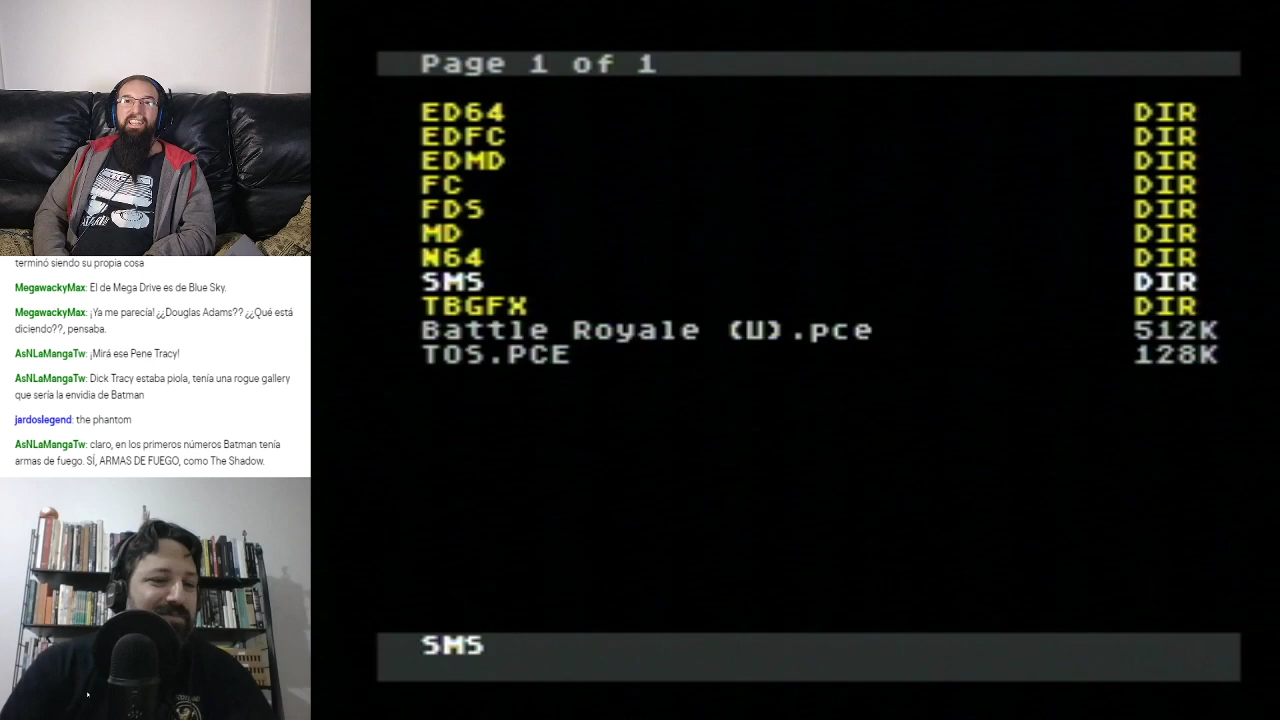 terminó siendo su propia cosa
MegawackyMax: El de Mega Drive es de Blue Sky.
MegawackyMax: ¡Ya me parecía! ¿¿Douglas Adams?? ¿¿Qué está
diciendo??, pensaba.
AsNLaMangaTw: ¡Mirá ese Pene Tracy!
AsNLaMangaTw: Dick Tracy estaba piola, tenía una rogue gallery
que sería la envidia de Batman
jardoslegend: the phantom
AsNLaMangaTw: claro, en los primeros números Batman tenía
armas de fuego. SÍ, ARMAS DE FUEGO, como The Shadow.
Page 1 of 1
ED64 DIR
EDFC DIR
EDMD DIR
FC DIR
FDS DIR
MD DIR
N64 DIR
SMS DIR
TBGFX DIR
Battle Royale (U).pce 512K
TOS.PCE 128K
SMS